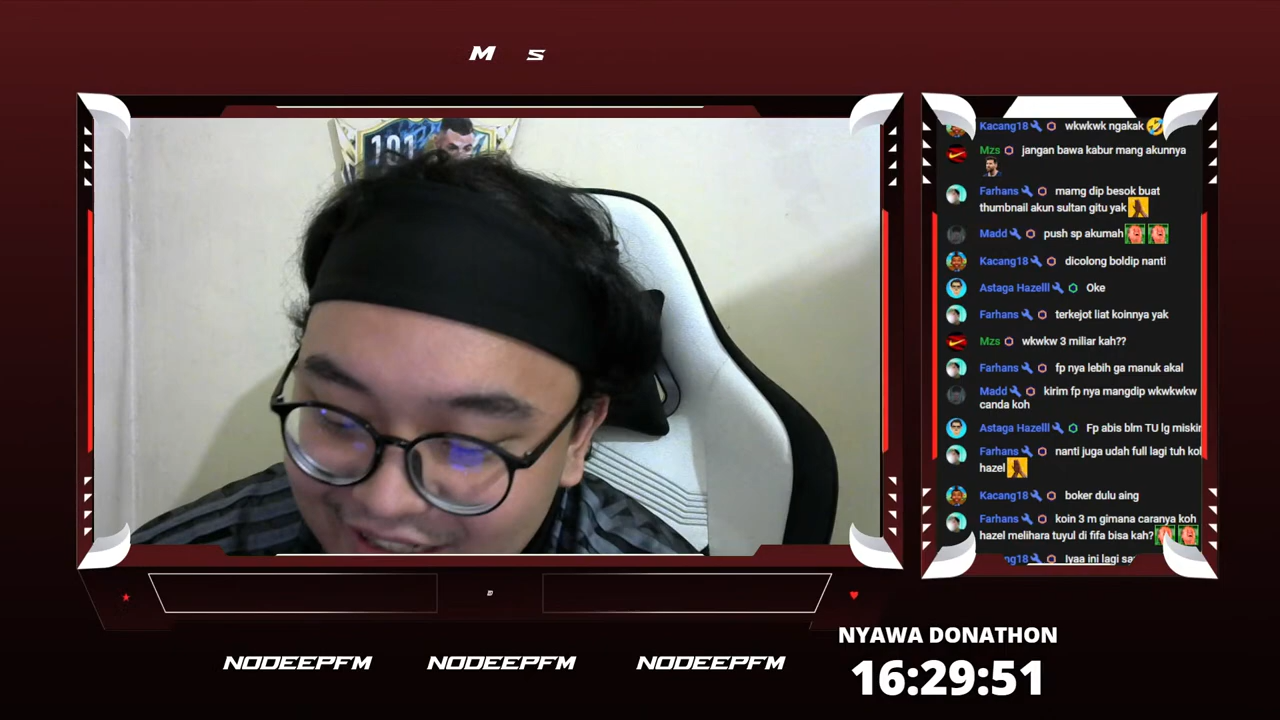 M S
101
Kacang18 wkwkwk ngakak
Mzs jangan bawa kabur mang akunnya
Farhans mamg dip besok buat
thumbnail akun sultan gitu yak
Madd push sp akumah
Kacang18 dicolong boldip nanti
Astaga Hazelll Oke
Farhans terkejot liat koinnya yak
Mzs wkwkw 3 miliar kah??
Farhans fp nya lebih ga manuk akal
Madd kirim fp nya mangdip wkwkwkw
canda koh
Astaga Hazelll Fp abis blm TU lg miskin
Farhans nanti juga udah full lagi tuh koh
hazel
Kacang18 boker dulu aing
Farhans koin 3 m gimana caranya koh
hazel melihara tuyul di fifa bisa kah?
ng18 Iyaa ini lagi
NODEEPFM NODEEPFM NODEEPFM
NYAWA DONATHON
16:29:51